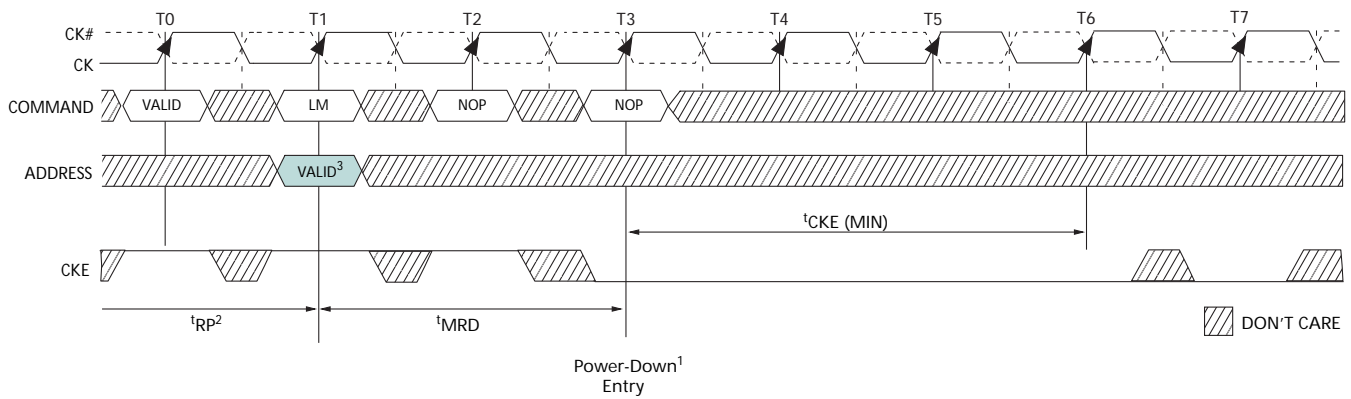 T0 T1 T2 T3 T4 T5 T6 T7
CK#
CK
COMMAND VALID LM NOP NOP
ADDRESS VALID³
ᵗCKE (MIN)
CKE
ᵗRP² ᵗMRD
DON'T CARE
Power-Down¹
Entry